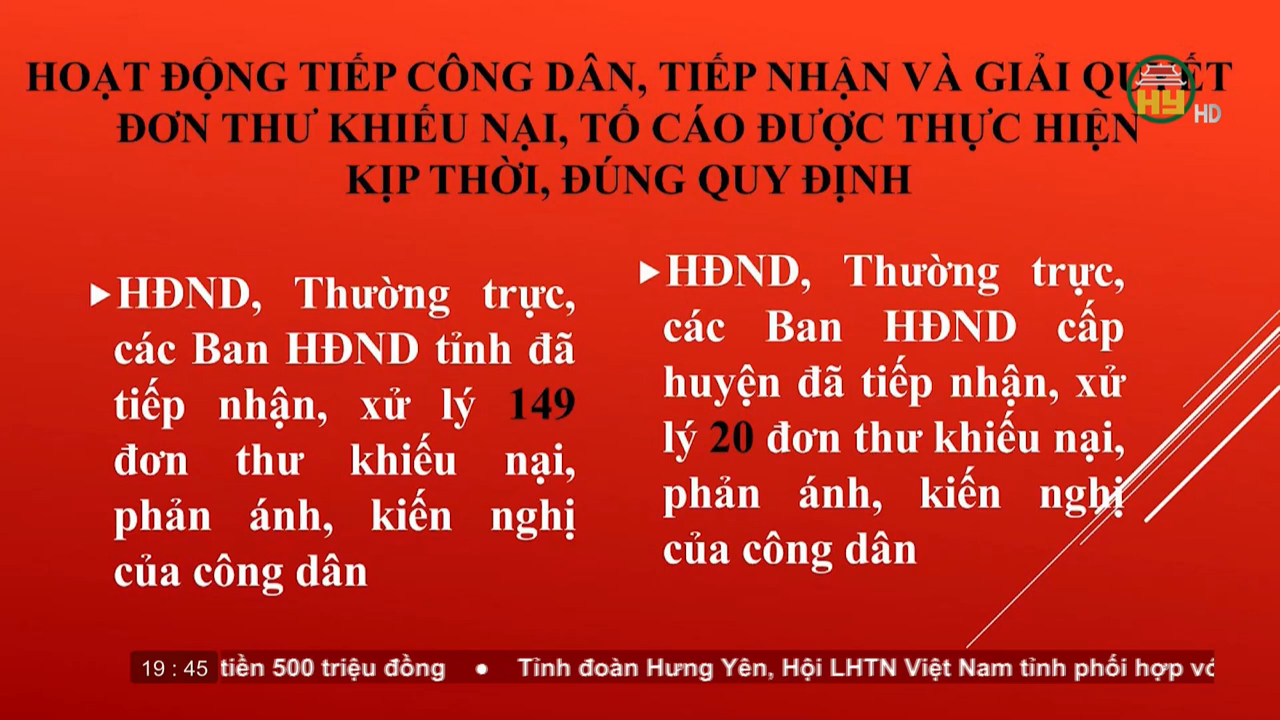 HOẠT ĐỘNG TIẾP CÔNG DÂN, TIẾP NHẬN VÀ GIẢI QUYẾT
ĐƠN THƯ KHIẾU NẠI, TỐ CÁO ĐƯỢC THỰC HIỆN
KỊP THỜI, ĐÚNG QUY ĐỊNH
HY HD
HĐND, Thường trực,
các Ban HĐND tỉnh đã
tiếp nhận, xử lý 149
đơn thư khiếu nại,
phản ánh, kiến nghị
của công dân
HĐND, Thường trực,
các Ban HĐND cấp
huyện đã tiếp nhận, xử
lý 20 đơn thư khiếu nại,
phản ánh, kiến nghị
của công dân
19 : 45 tiền 500 triệu đồng • Tỉnh đoàn Hưng Yên, Hội LHTN Việt Nam tỉnh phối hợp